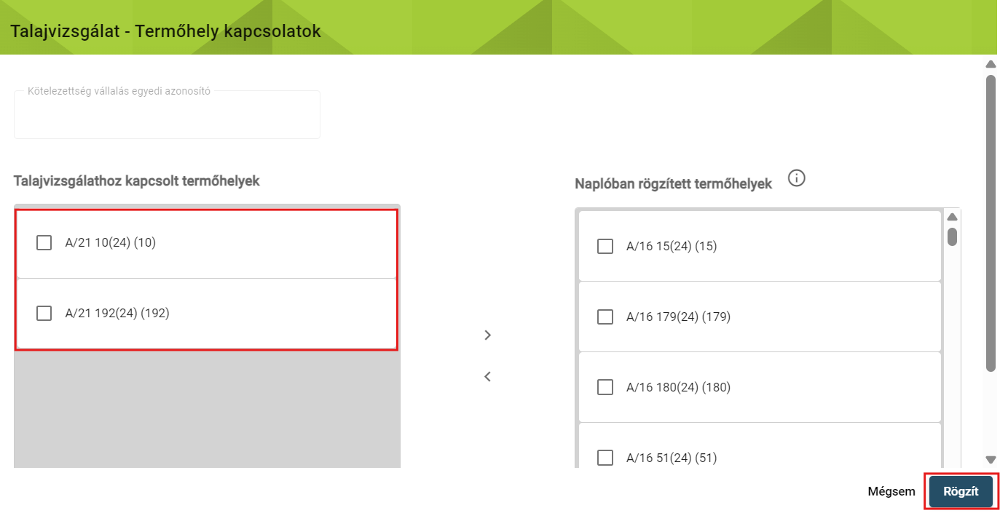 Talajvizsgálat - Termőhely kapcsolatok
Kötelezettség vállalás egyedi azonosító
Talajvizsgálathoz kapcsolt termőhelyek
A/21 10(24) (10)
A/21 192(24) (192)
Naplóban rögzített termőhelyek
A/16 15(24) (15)
A/16 179(24) (179)
A/16 180(24) (180)
A/16 51(24) (51)
Mégsem
Rögzít